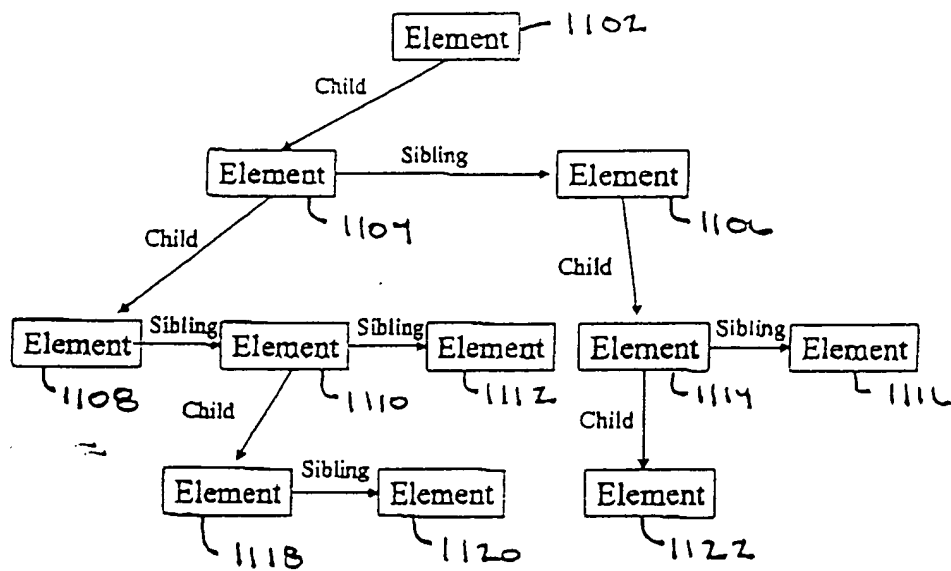 Element 1102
Child
Element Sibling Element
1104 1106
Child Child
Element Sibling Element Sibling Element Element Sibling Element
1108 1110 1112 1114 1116
Child Child
Element Sibling Element Element
1118 1120 1122